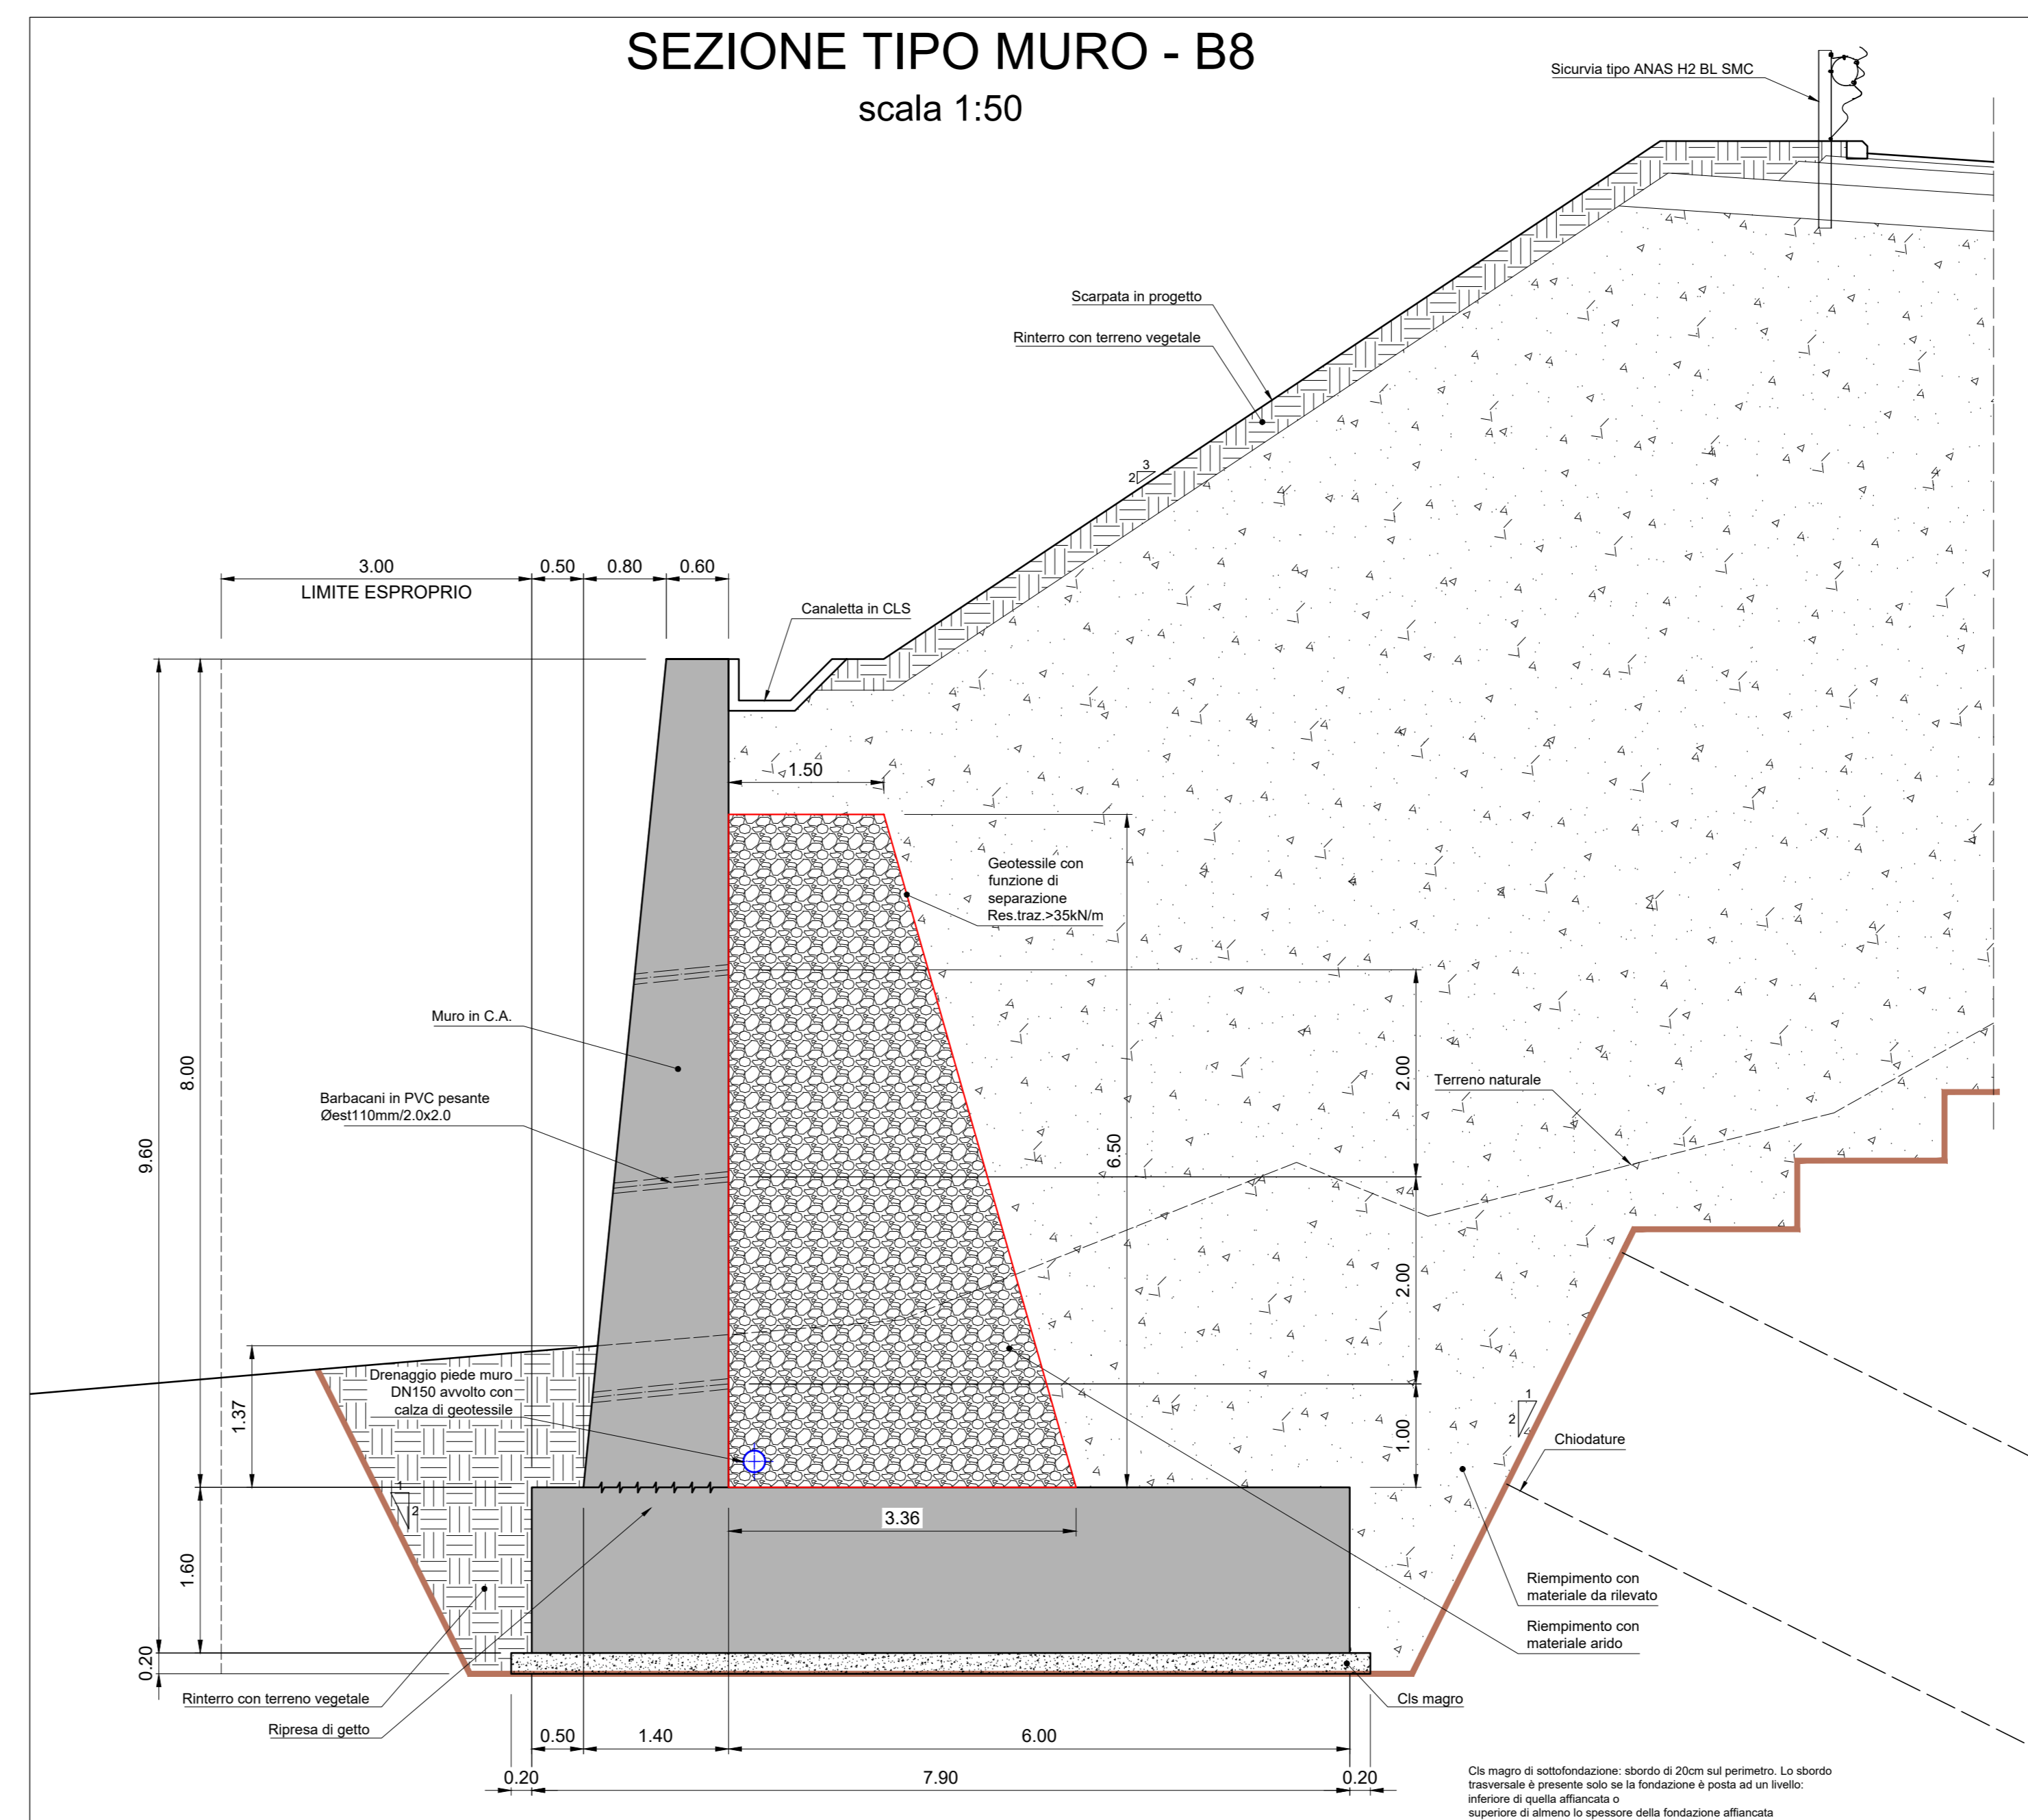 SEZIONE TIPO MURO - B8
scala 1:50
Sicurvia tipo ANAS H2 BL SMC
Scarpata in progetto
Rinterro con terreno vegetale
3
2
3.00
0.50
0.80
0.60
LIMITE ESPROPRIO
Canaletta in CLS
1.50
Geotessile con
funzione di
separazione
Res.traz.>35kN/m
Muro in C.A.
8.00
2.00
Terreno naturale
Barbacani in PVC pesante
Øest110mm/2.0x2.0
9.60
6.50
2.00
Drenaggio piede muro
DN150 avvolto con
calza di geotessile
1.37
1.00
1
2
Chiodature
1
2
3.36
1.60
Riempimento con
materiale da rilevato
Riempimento con
materiale arido
0.20
Rinterro con terreno vegetale
Cls magro
Ripresa di getto
0.50
1.40
6.00
0.20
7.90
0.20
Cls magro di sottofondazione: sbordo di 20cm sul perimetro. Lo sbordo
trasversale è presente solo se la fondazione è posta ad un livello:
inferiore di quella affiancata o
superiore di almeno lo spessore della fondazione affiancata